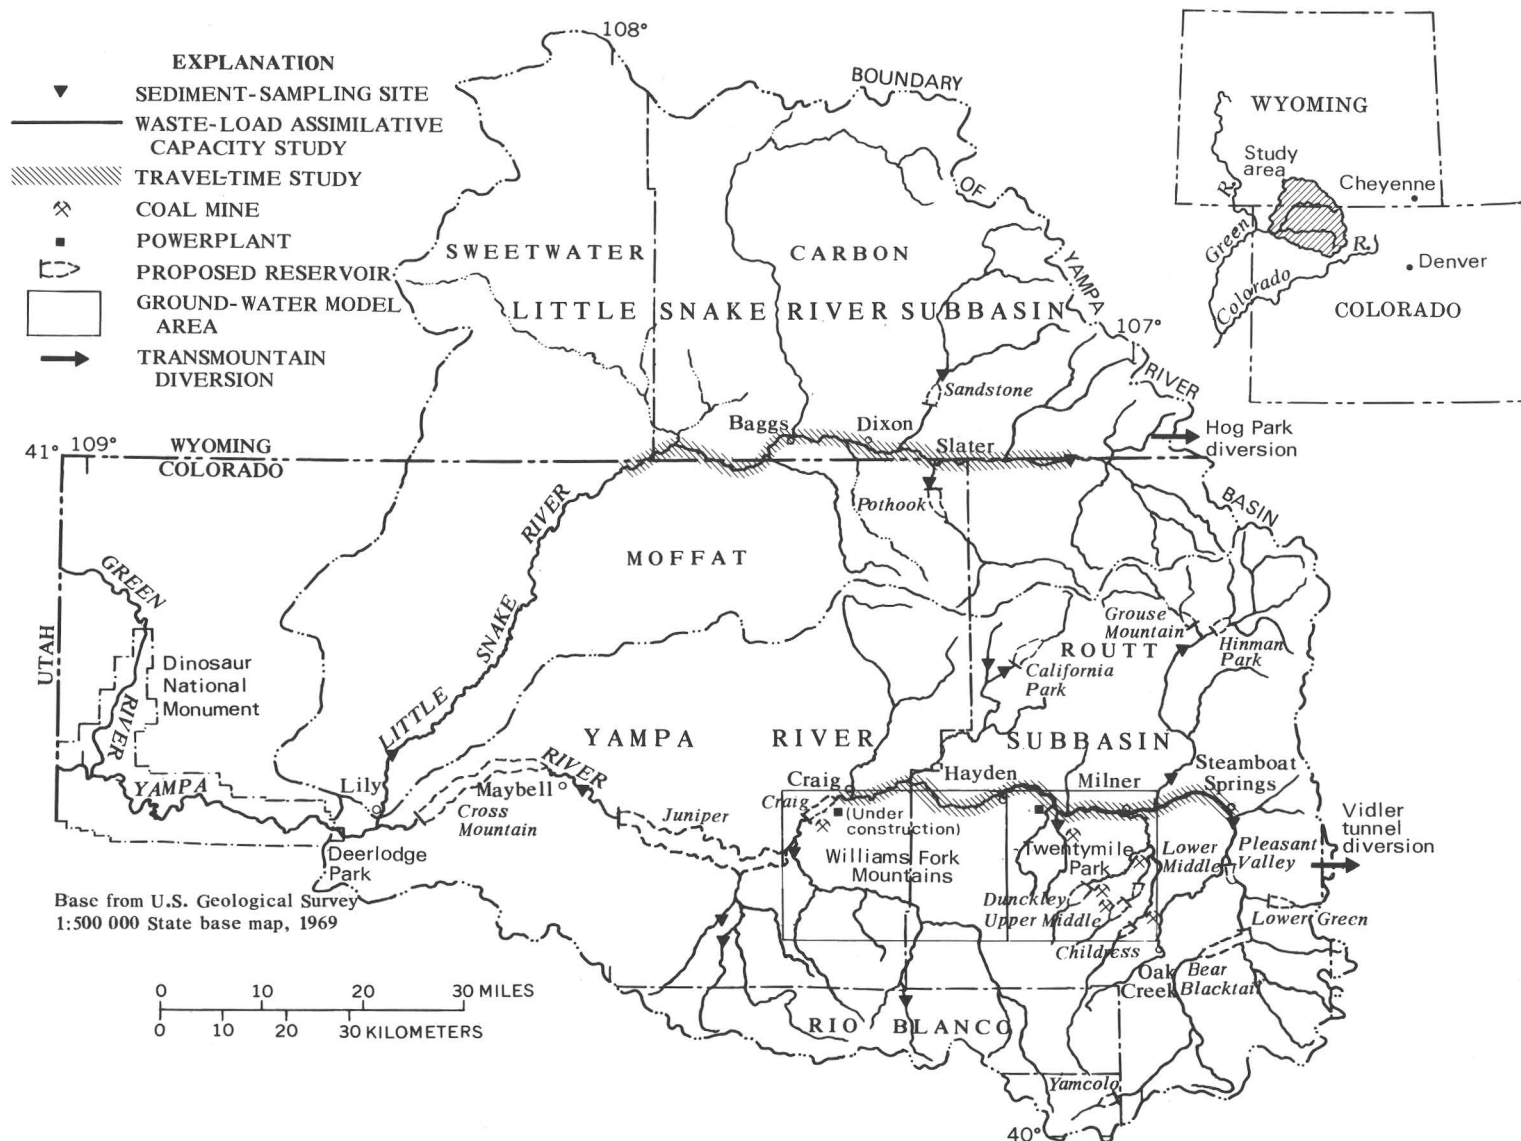 EXPLANATION
SEDIMENT-SAMPLING SITE
WASTE-LOAD ASSIMILATIVE
CAPACITY STUDY
TRAVEL-TIME STUDY
COAL MINE
POWERPLANT
PROPOSED RESERVOIR
GROUND-WATER MODEL
AREA
TRANSMOUNTAIN
DIVERSION
108°
BOUNDARY
OF
YAMPA
RIVER
BASIN
WYOMING
Study
area
Cheyenne
R.
Green
R.
Colorado
Denver
COLORADO
SWEETWATER
CARBON
LITTLE SNAKE RIVER SUBBASIN
107°
Sandstone
Baggs
Dixon
Slater
Hog Park
diversion
41°
109°
WYOMING
COLORADO
Pothook
LITTLE SNAKE RIVER
MOFFAT
GREEN
RIVER
UTAH
Dinosaur
National
Monument
Grouse
Mountain
Hinman
Park
ROUTT
California
Park
YAMPA RIVER SUBBASIN
YAMPA
RIVER
Lily
Maybell
Cross
Mountain
Juniper
Deerlodge
Park
Craig
Craig
Hayden
Milner
Steamboat
Springs
(Under
construction)
Williams Fork
Mountains
Twentymile
Park
Lower
Middle
Pleasant
Valley
Vidler
tunnel
diversion
Dunckley
Upper Middle
Childress
Lower Green
Oak
Creek
Bear
Blacktail
RIO BLANCO
Yamcolo
40°
Base from U.S. Geological Survey
1:500 000 State base map, 1969
0 10 20 30 MILES
0 10 20 30 KILOMETERS